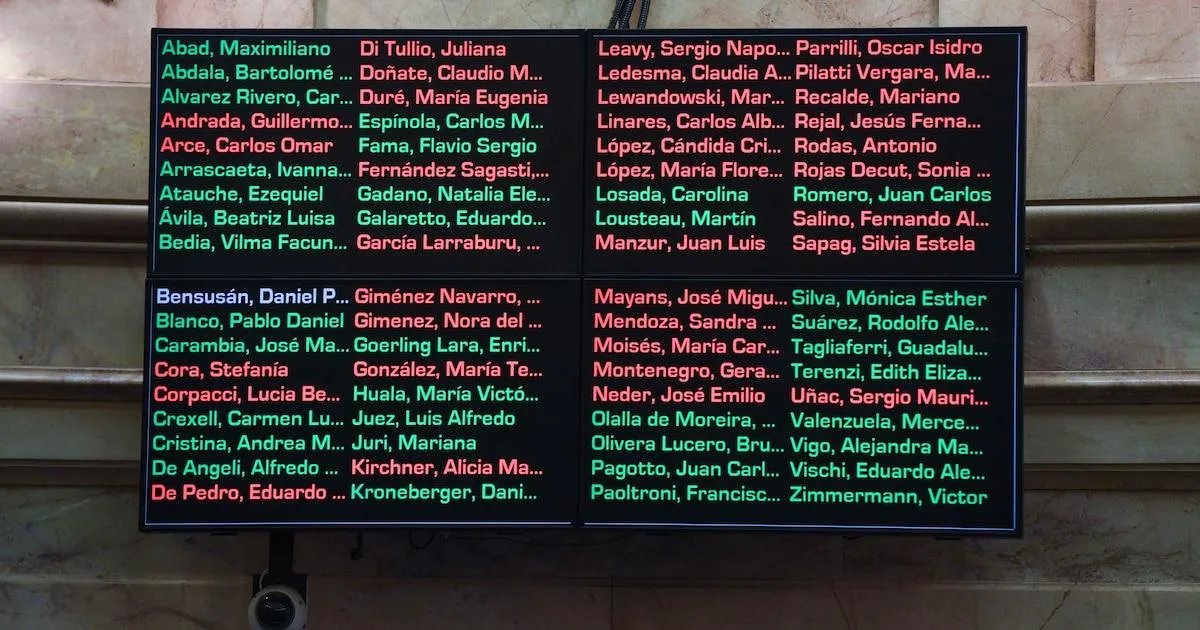 Abad, Maximiliano
Abdala, Bartolomé ...
Alvarez Rivero, Car...
Andrada, Guillermo...
Arce, Carlos Omar
Arrascaeta, Ivanna...
Atauche, Ezequiel
Ávila, Beatriz Luisa
Bedia, Vilma Facun...
Bensusán, Daniel P...
Blanco, Pablo Daniel
Carambia, José Ma...
Cora, Stefanía
Corpacci, Lucia Be...
Crexell, Carmen Lu...
Cristina, Andrea M...
De Angeli, Alfredo ...
De Pedro, Eduardo ...
Di Tullio, Juliana
Doñate, Claudio M...
Duré, María Eugenia
Espínola, Carlos M...
Fama, Flavio Sergio
Fernández Sagasti,...
Gadano, Natalia Ele...
Galaretto, Eduardo...
García Larraburu, ...
Giménez Navarro, ...
Gimenez, Nora del ...
Goerling Lara, Enri...
González, María Te...
Huala, María Victó...
Juez, Luis Alfredo
Juri, Mariana
Kirchner, Alicia Ma...
Kroneberger, Dani...
Leavy, Sergio Napo...
Ledesma, Claudia A...
Lewandowski, Mar...
Linares, Carlos Alb...
López, Cándida Cri...
López, María Flore...
Losada, Carolina
Lousteau, Martín
Manzur, Juan Luis
Mayans, José Migu...
Mendoza, Sandra ...
Moisés, María Car...
Montenegro, Gera...
Neder, José Emilio
Olalla de Moreira, ...
Olivera Lucero, Bru...
Pagotto, Juan Carl...
Paoltroni, Francisc...
Parrilli, Oscar Isidro
Pilatti Vergara, Ma...
Recalde, Mariano
Rejal, Jesús Ferna...
Rodas, Antonio
Rojas Decut, Sonia ...
Romero, Juan Carlos
Salino, Fernando Al...
Sapag, Silvia Estela
Silva, Mónica Esther
Suárez, Rodolfo Ale...
Tagliaferri, Guadalu...
Terenzi, Edith Eliza...
Uñac, Sergio Mauri...
Valenzuela, Merce...
Vigo, Alejandra Ma...
Vischi, Eduardo Ale...
Zimmermann, Victor